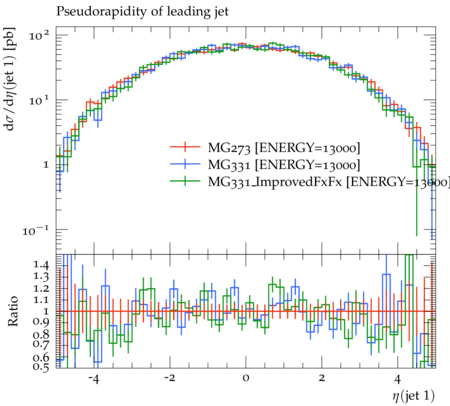 Pseudorapidity of leading jet
dσ/dη(jet 1) [pb]
10²
10¹
1
10⁻¹
MG273 [ENERGY=13000]
MG331 [ENERGY=13000]
MG331_ImprovedFxFx [ENERGY=13000]
Ratio
1.4
1.3
1.2
1.1
1
0.9
0.8
0.7
0.6
0.5
-4 -2 0 2 4
η(jet 1)